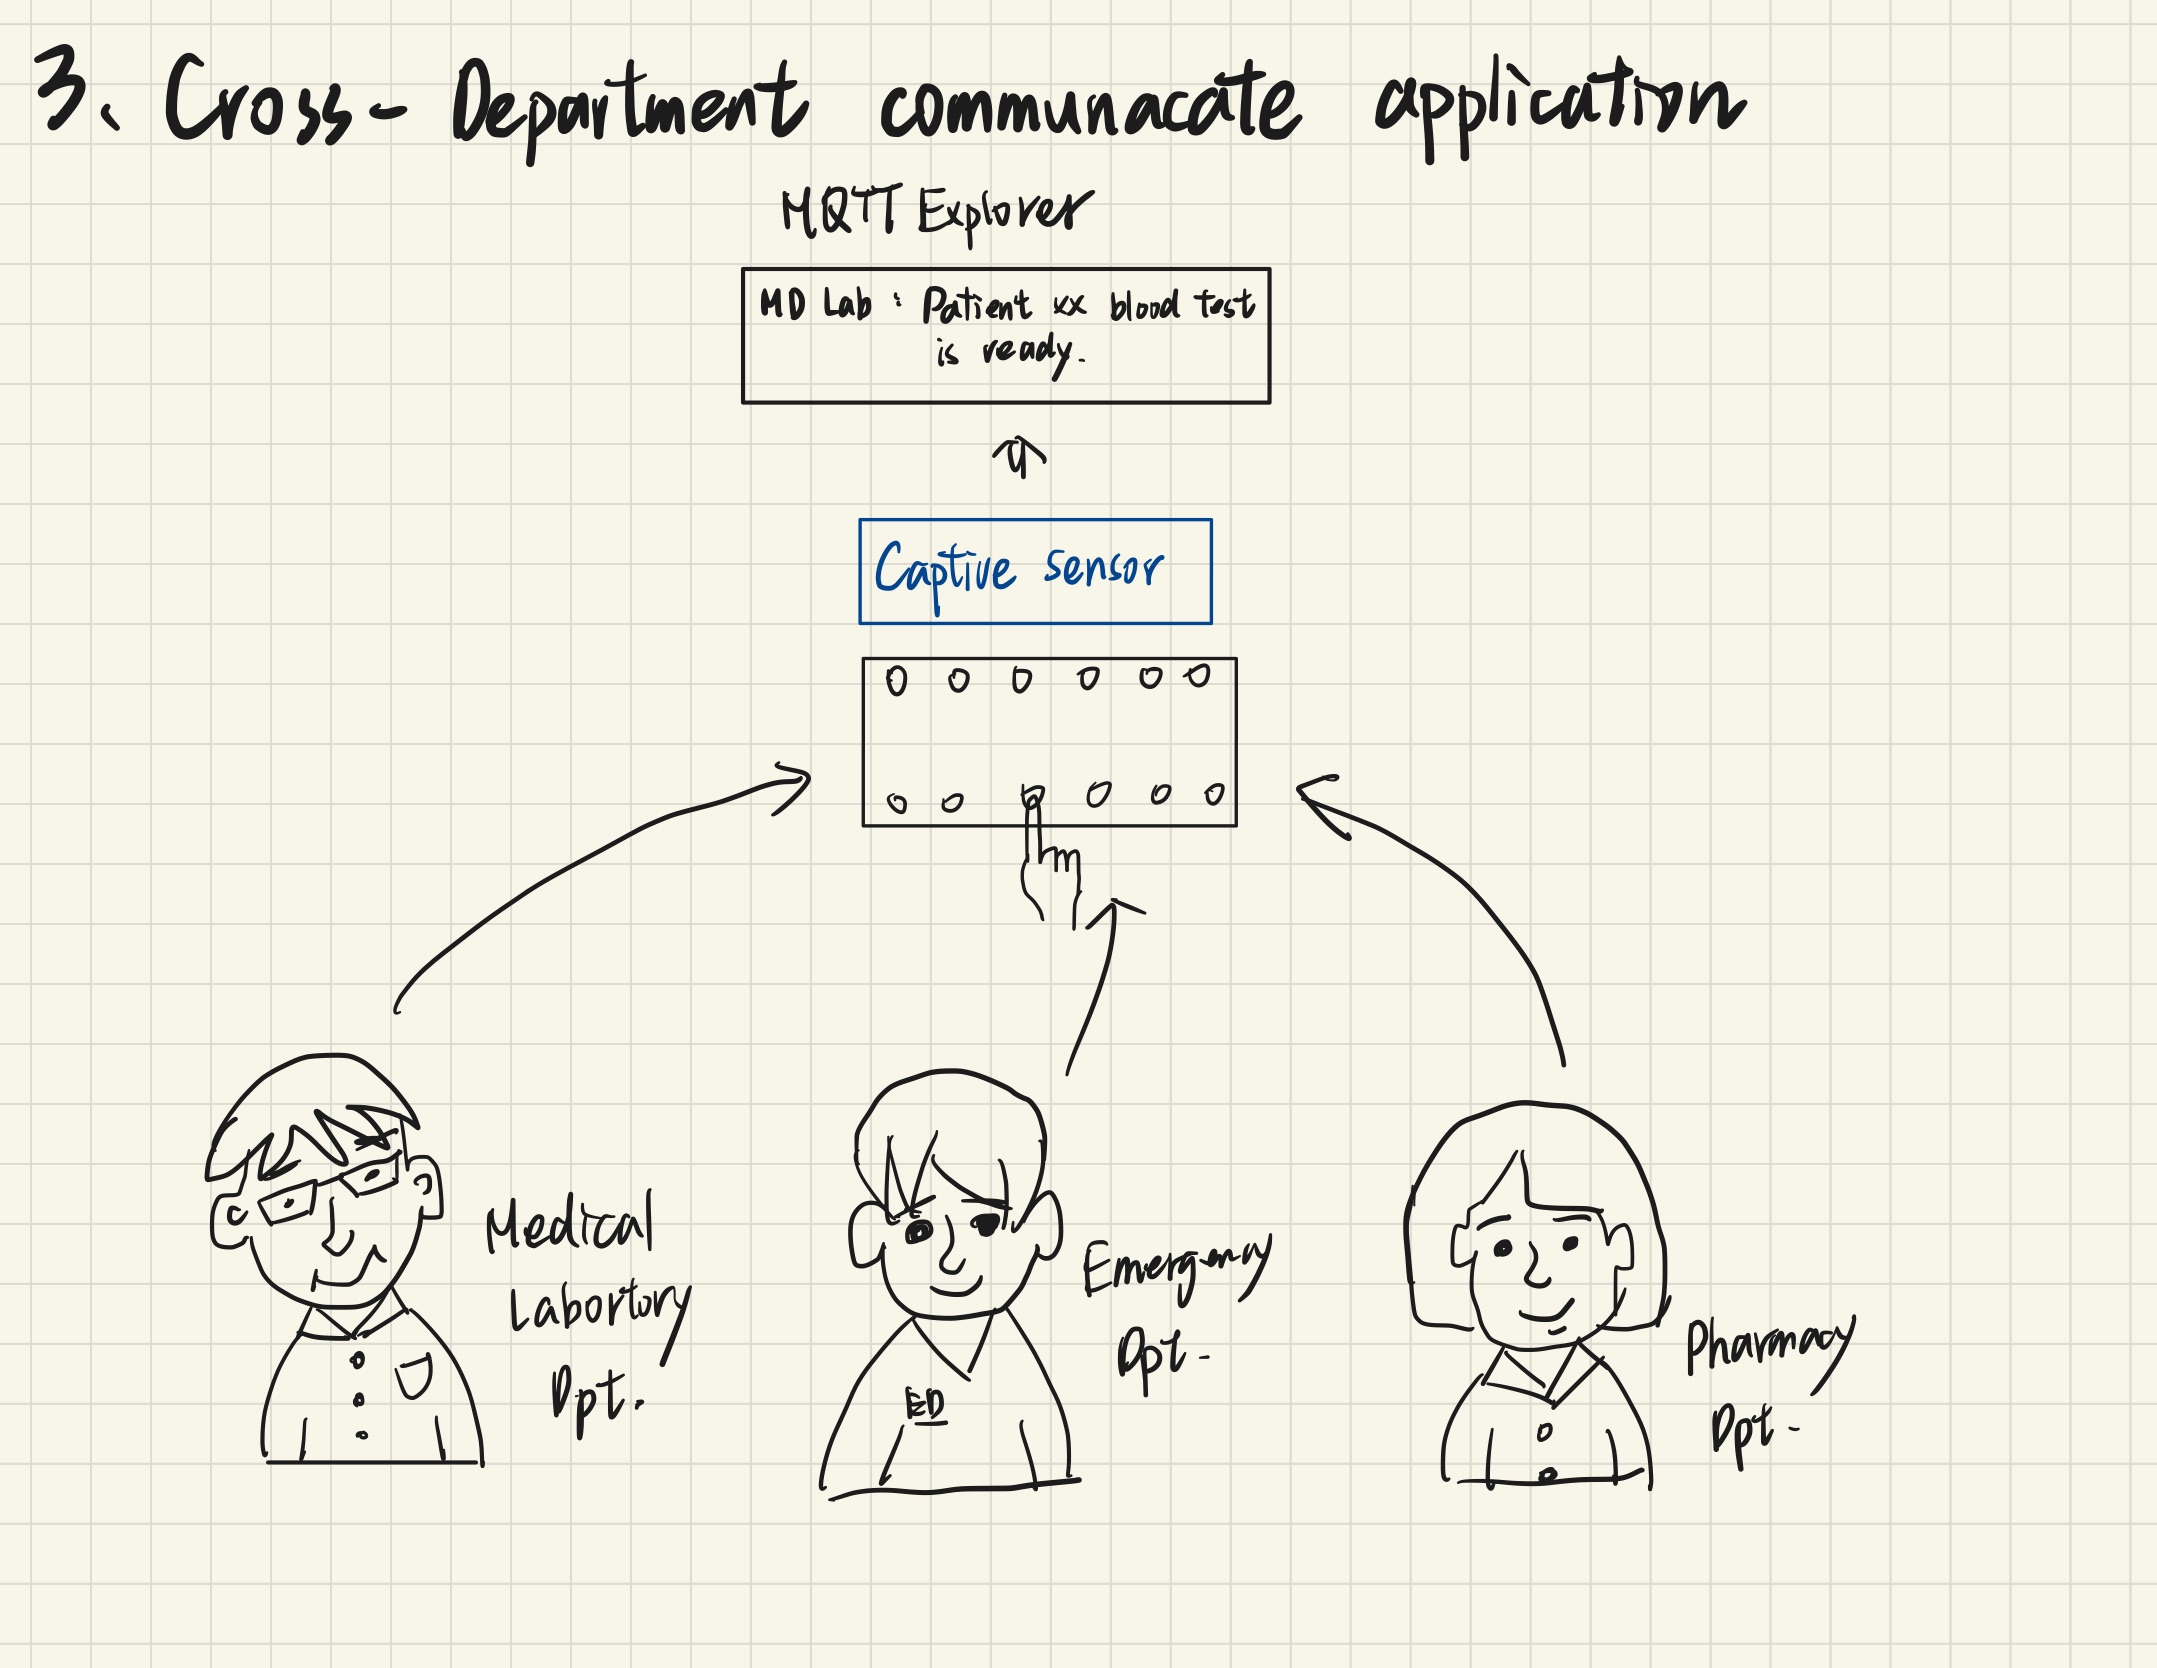 3. Cross-Department communacate application
MQTT Explorer
MD Lab : Patient xx blood test
is ready.
Captive sensor
Medical
Labortory
Dpt.
Emergency
Dpt.
ED
Pharmacy
Dpt.